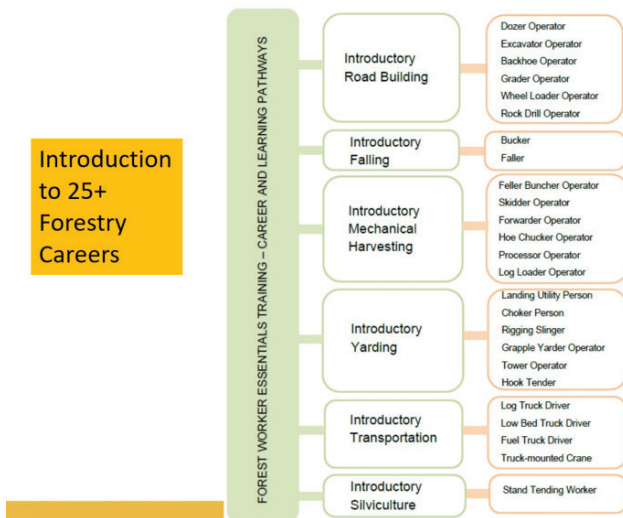 Introduction
to 25+
Forestry
Careers
FOREST WORKER ESSENTIALS TRAINING – CAREER AND LEARNING PATHWAYS
Introductory
Road Building
Dozer Operator
Excavator Operator
Backhoe Operator
Grader Operator
Wheel Loader Operator
Rock Drill Operator
Introductory
Falling
Bucker
Faller
Introductory
Mechanical
Harvesting
Feller Buncher Operator
Skidder Operator
Forwarder Operator
Hoe Chucker Operator
Processor Operator
Log Loader Operator
Introductory
Yarding
Landing Utility Person
Choker Person
Rigging Slinger
Grapple Yarder Operator
Tower Operator
Hook Tender
Introductory
Transportation
Log Truck Driver
Low Bed Truck Driver
Fuel Truck Driver
Truck-mounted Crane
Introductory
Silviculture
Stand Tending Worker